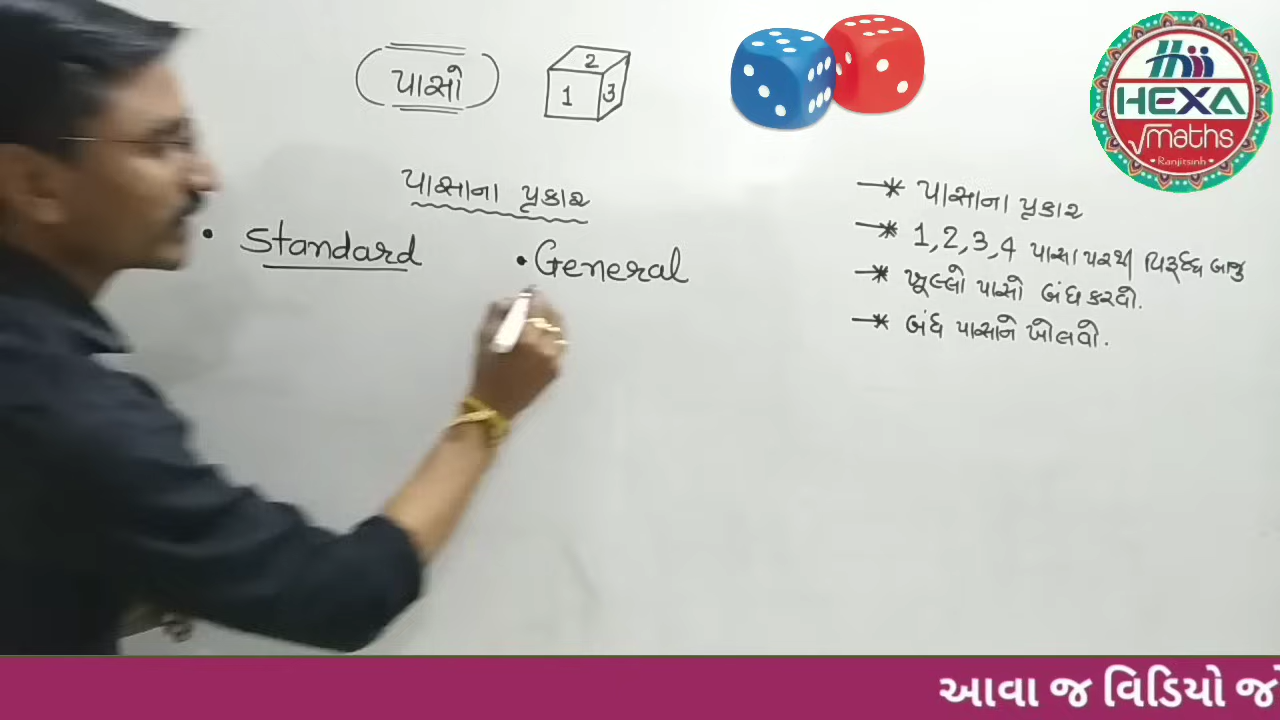 પાસો
2
1 3
પાસાના પ્રકાર
• Standard
• General
→* પાસાના પ્રકાર
→* 1,2,3,4 પાસા પરથી વિરૂદ્ધ બાજુ
→* ખૂલ્લો પાસો બંધ કરવો.
→* બંધ પાસાને ખોલવો.
HEXA
√maths
Ranjitsinh
આવા જ વિડિયો જો